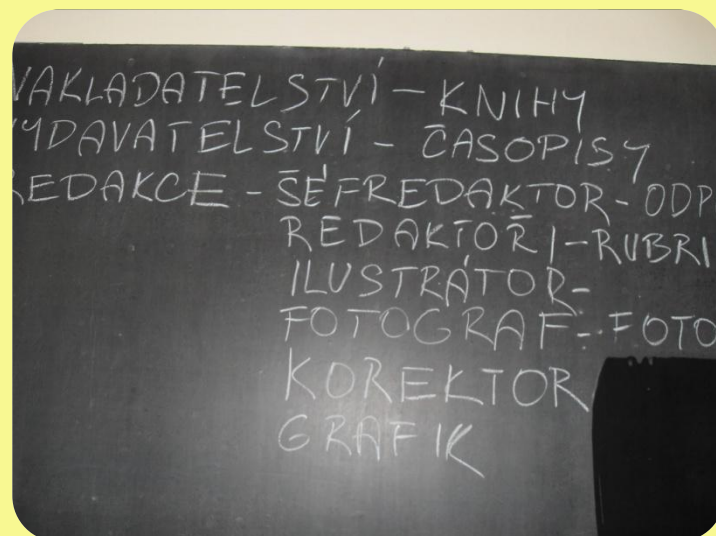 NAKLADATELSTVÍ - KNIHY
VYDAVATELSTVÍ - ČASOPISY
REDAKCE - ŠÉFREDAKTOR - ODP
REDAKTOŘI - RUBRI
ILUSTRÁTOR -
FOTOGRAF - FOTO
KOREKTOR
GRAFIK